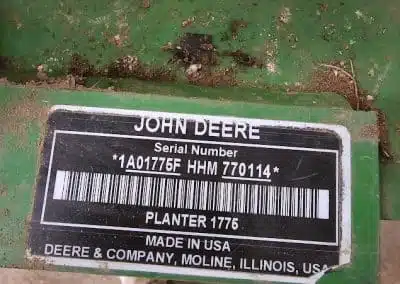 JOHN DEERE
Serial Number
*1A01775F HHM 770114*
PLANTER 1775
MADE IN USA
DEERE & COMPANY, MOLINE, ILLINOIS, USA